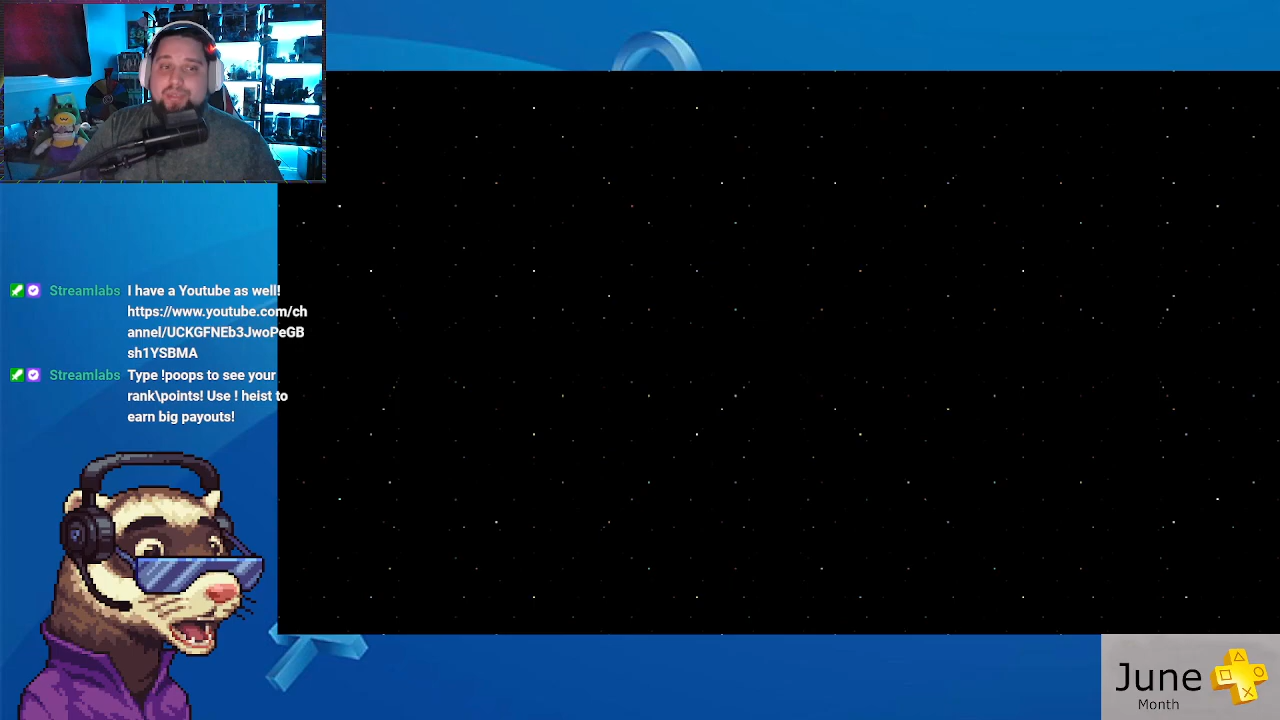 Streamlabs I have a Youtube as well!
https://www.youtube.com/ch
annel/UCKGFNEb3JwoPeGB
sh1YSBMA
Streamlabs Type !poops to see your
rank\points! Use ! heist to
earn big payouts!
June
Month